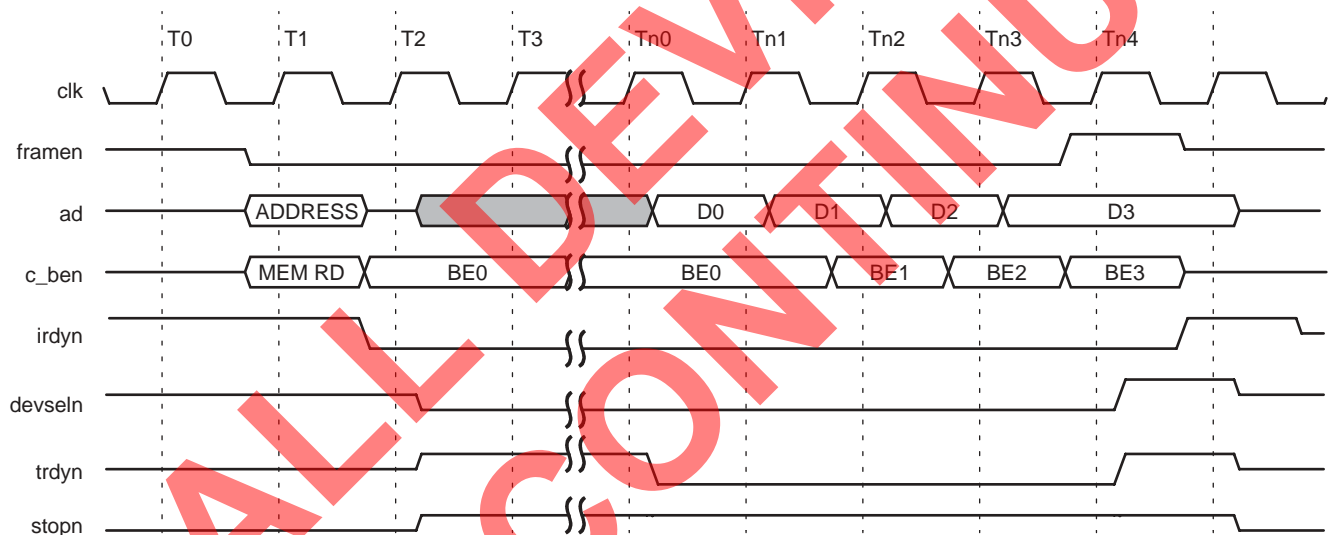 T0 T1 T2 T3 Tn0 Tn1 Tn2 Tn3 Tn4
clk
framen
ad ADDRESS D0 D1 D2 D3
c_ben MEM RD BE0 BE0 BE1 BE2 BE3
irdyn
devseln
trdyn
stopn
ALL DEV
CONTINU